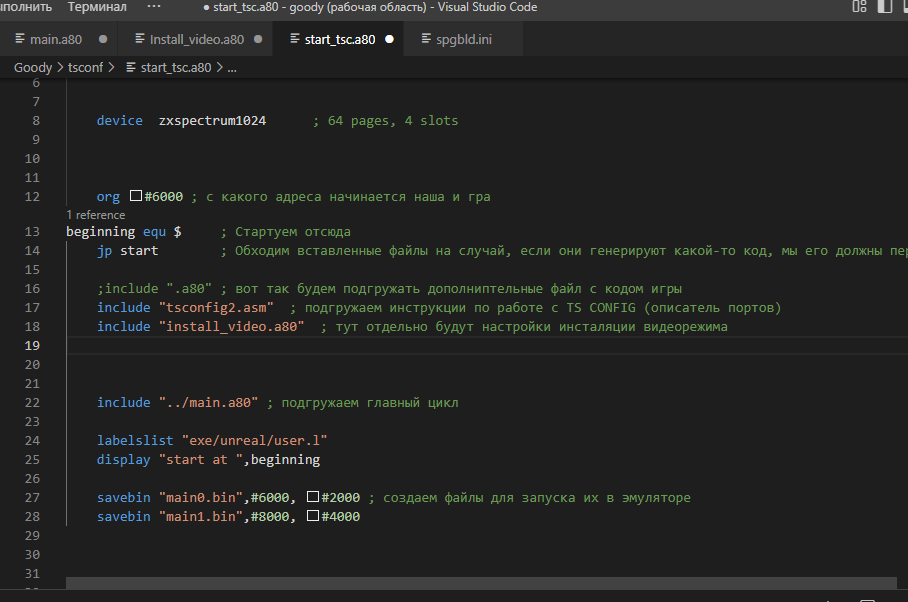 полнить Терминал ··· ● start_tsc.a80 - goody (рабочая область) - Visual Studio Code
main.a80 ● Install_video.a80 ● start_tsc.a80 ● spgbld.ini
Goody > tsconf > start_tsc.a80 > ...
6
7
8 device zxspectrum1024 ; 64 pages, 4 slots
9
10
11
12 org #6000 ; с какого адреса начинается наша и гра
1 reference
13 beginning equ $ ; Стартуем отсюда
14 jp start ; Обходим вставленные файлы на случай, если они генерируют какой-то код, мы его должны пер
15
16 ;include ".a80" ; вот так будем подгружать дополниптельные файл с кодом игры
17 include "tsconfig2.asm" ; подгружаем инструкции по работе с TS CONFIG (описатель портов)
18 include "install_video.a80" ; тут отдельно будут настройки инсталяции видеорежима
19
20
21
22 include "../main.a80" ; подгружаем главный цикл
23
24 labelslist "exe/unreal/user.l"
25 display "start at ",beginning
26
27 savebin "main0.bin",#6000, #2000 ; создаем файлы для запуска их в эмуляторе
28 savebin "main1.bin",#8000, #4000
29
30
31